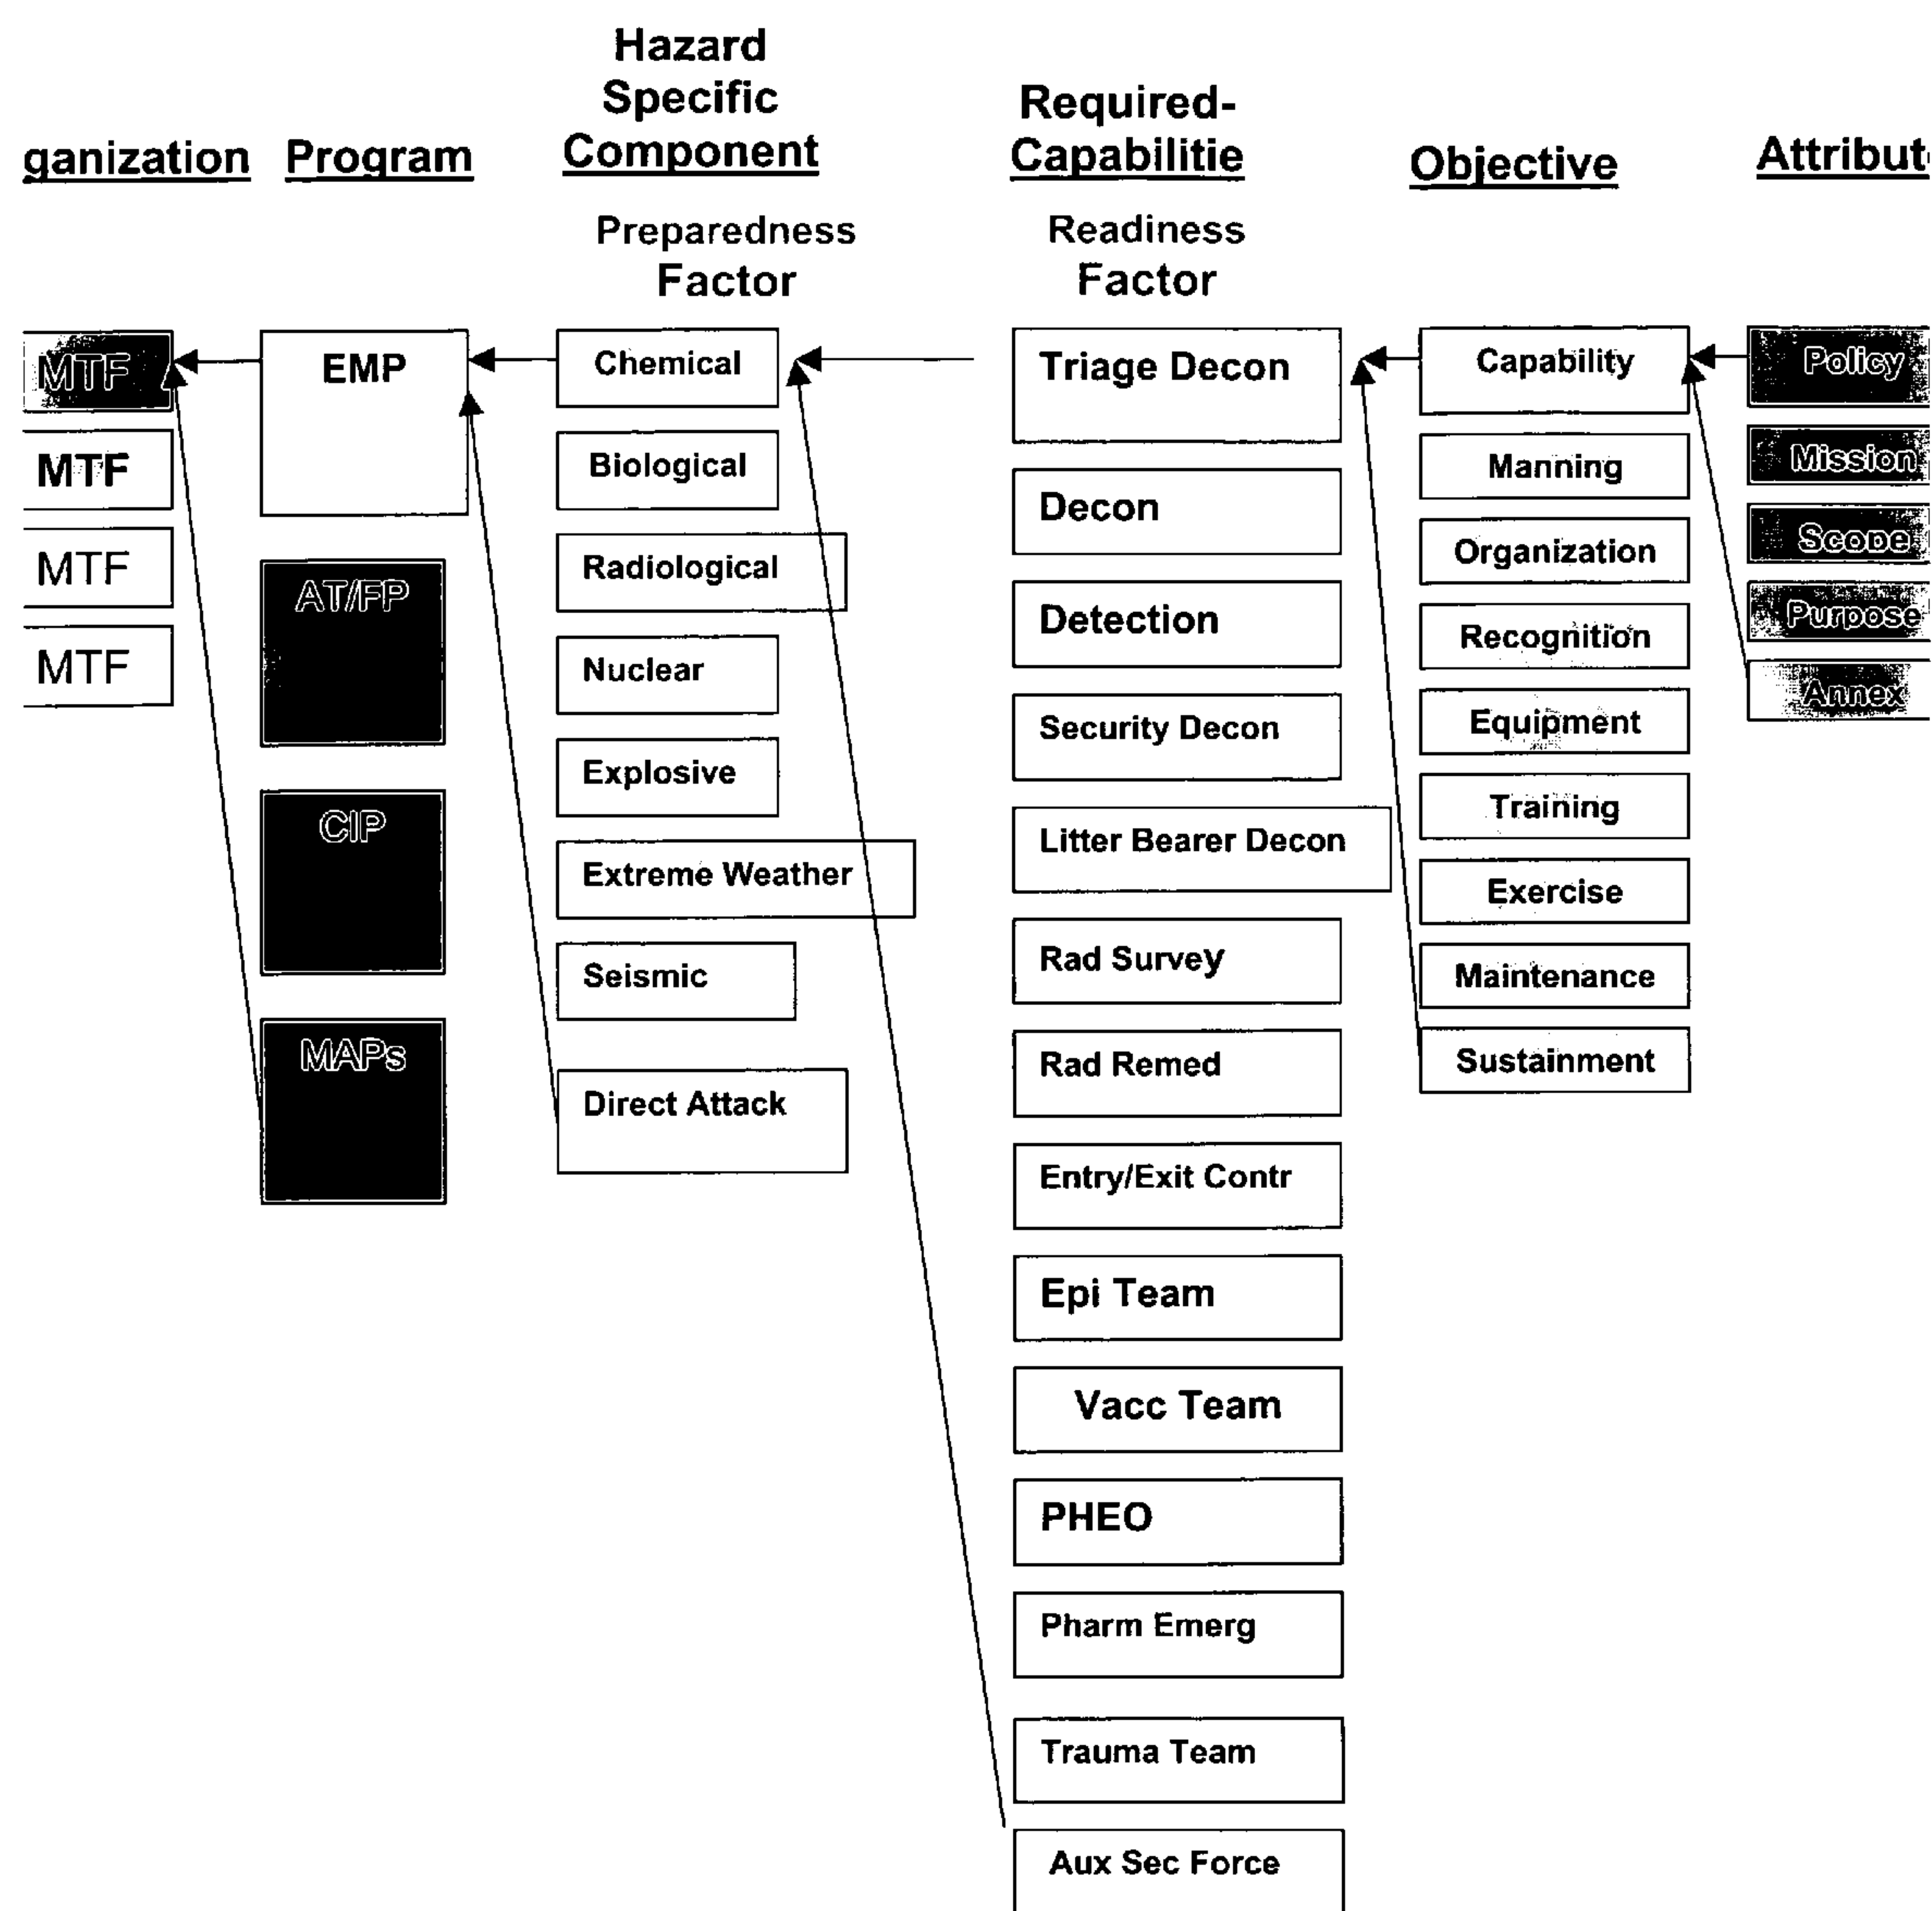 Hazard
Specific
Component
Required-
Capabilitie
ganization
Program
Objective
Attribut
Preparedness
Factor
Readiness
Factor
MTF
MTF
MTF
MTF
EMP
AT/FP
CIP
MAPs
Chemical
Biological
Radiological
Nuclear
Explosive
Extreme Weather
Seismic
Direct Attack
Triage Decon
Decon
Detection
Security Decon
Litter Bearer Decon
Rad Survey
Rad Remed
Entry/Exit Contr
Epi Team
Vacc Team
PHEO
Pharm Emerg
Trauma Team
Aux Sec Force
Capability
Manning
Organization
Recognition
Equipment
Training
Exercise
Maintenance
Sustainment
Policy
Mission
Scope
Purpose
Annex